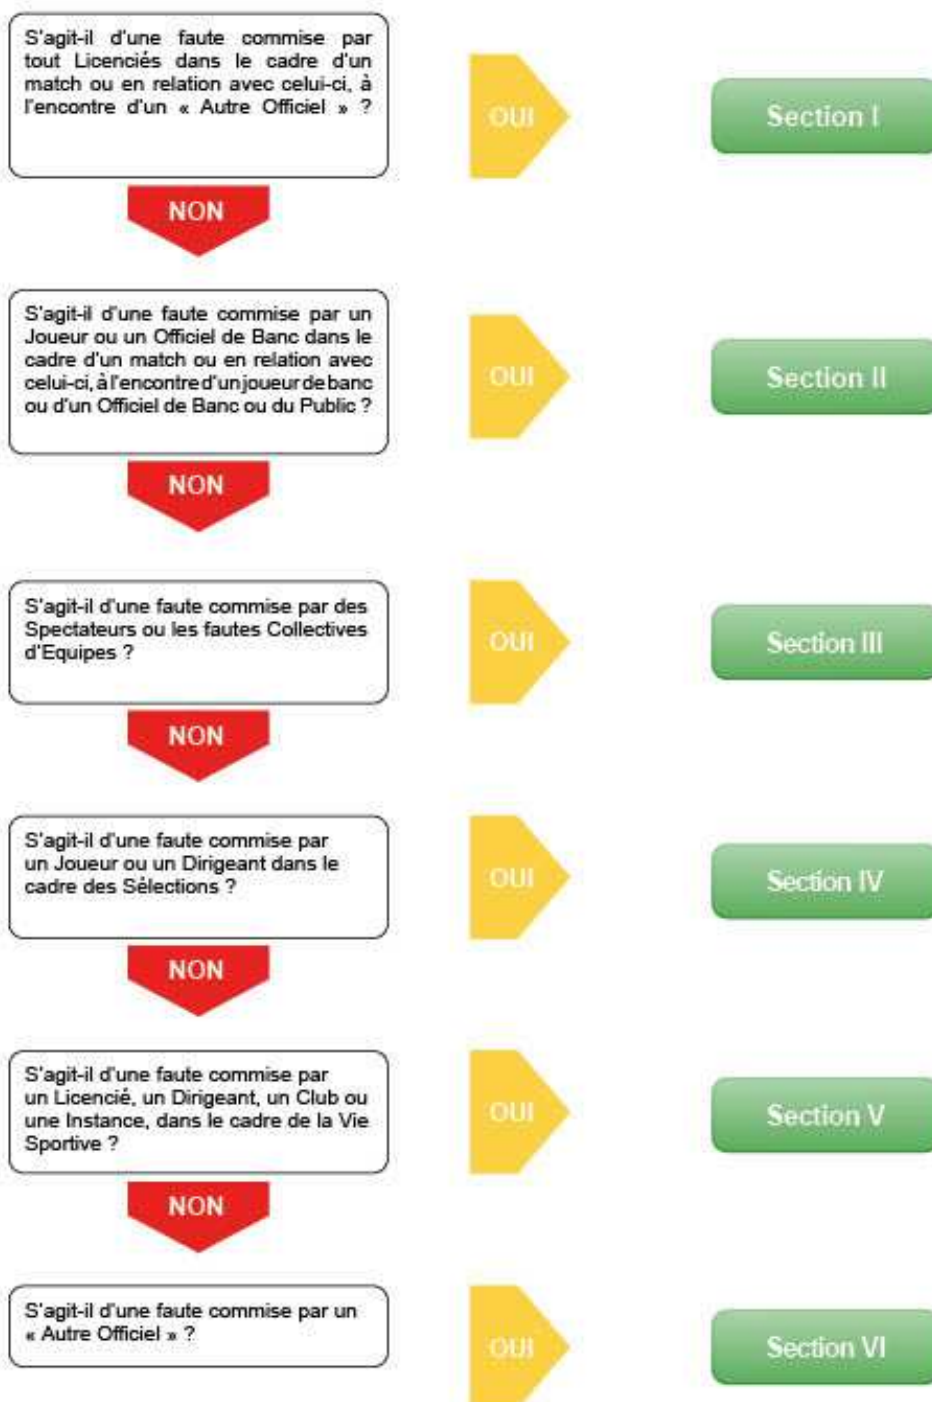 S'agit-il d'une faute commise par
tout Licenciés dans le cadre d'un
match ou en relation avec celui-ci, à
l'encontre d'un « Autre Officiel » ?
OUI
Section I
NON
S'agit-il d'une faute commise par un
Joueur ou un Officiel de Banc dans le
cadre d'un match ou en relation avec
celui-ci, à l'encontre d'un joueur de banc
ou d'un Officiel de Banc ou du Public ?
OUI
Section II
NON
S'agit-il d'une faute commise par des
Spectateurs ou les fautes Collectives
d'Equipes ?
OUI
Section III
NON
S'agit-il d'une faute commise par
un Joueur ou un Dirigeant dans le
cadre des Sélections ?
OUI
Section IV
NON
S'agit-il d'une faute commise par
un Licencié, un Dirigeant, un Club ou
une Instance, dans le cadre de la Vie
Sportive ?
OUI
Section V
NON
S'agit-il d'une faute commise par un
« Autre Officiel » ?
OUI
Section VI